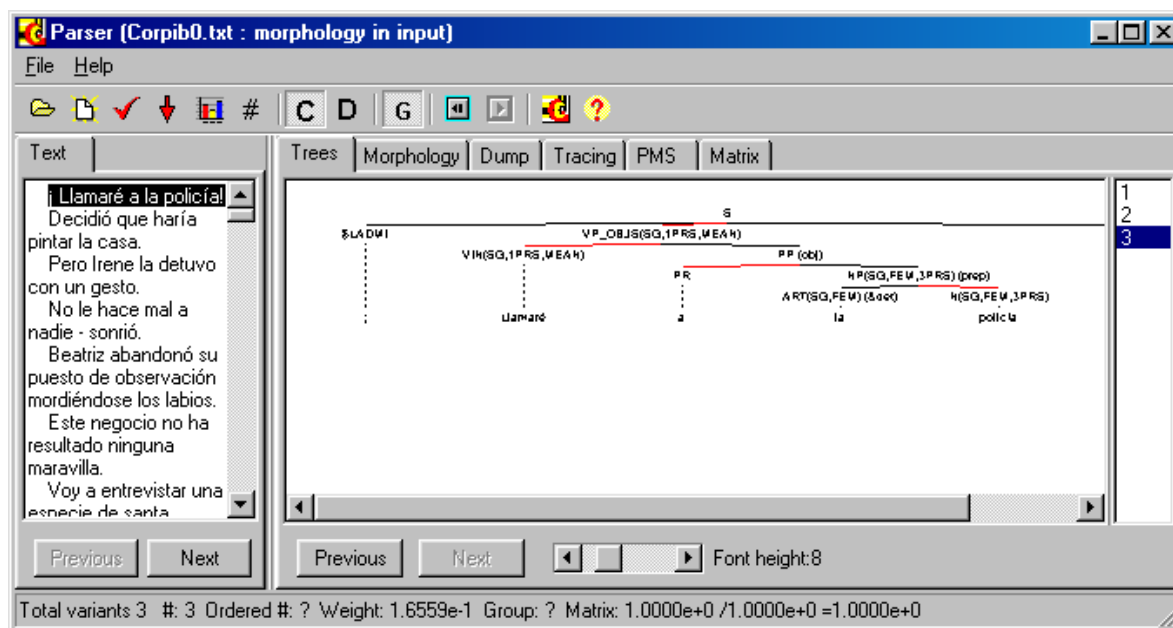 Parser (Corpib0.txt : morphology in input)
File Help
# C D G ?
Text
Trees Morphology Dump Tracing PMS Matrix
¡ Llamaré a la policía!
Decidió que haría
pintar la casa.
Pero Irene la detuvo
con un gesto.
No le hace mal a
nadie - sonrió.
Beatriz abandonó su
puesto de observación
mordiéndose los labios.
Este negocio no ha
resultado ninguna
maravilla.
Voy a entrevistar una
especie de santa
S
VP_OBJS(SG,1PRS,MEAN)
VIN(SG,1PRS,MEAN) PP (obj)
PR NP(SG,FEM,3PRS) (prep)
ART(SG,FEM) (&det) N(SG,FEM,3PRS)
Llamaré a la policía
1
2
3
Previous Next
Previous Next Font height:8
Total variants 3 #: 3 Ordered #: ? Weight: 1.6559e-1 Group: ? Matrix: 1.0000e+0 /1.0000e+0 =1.0000e+0